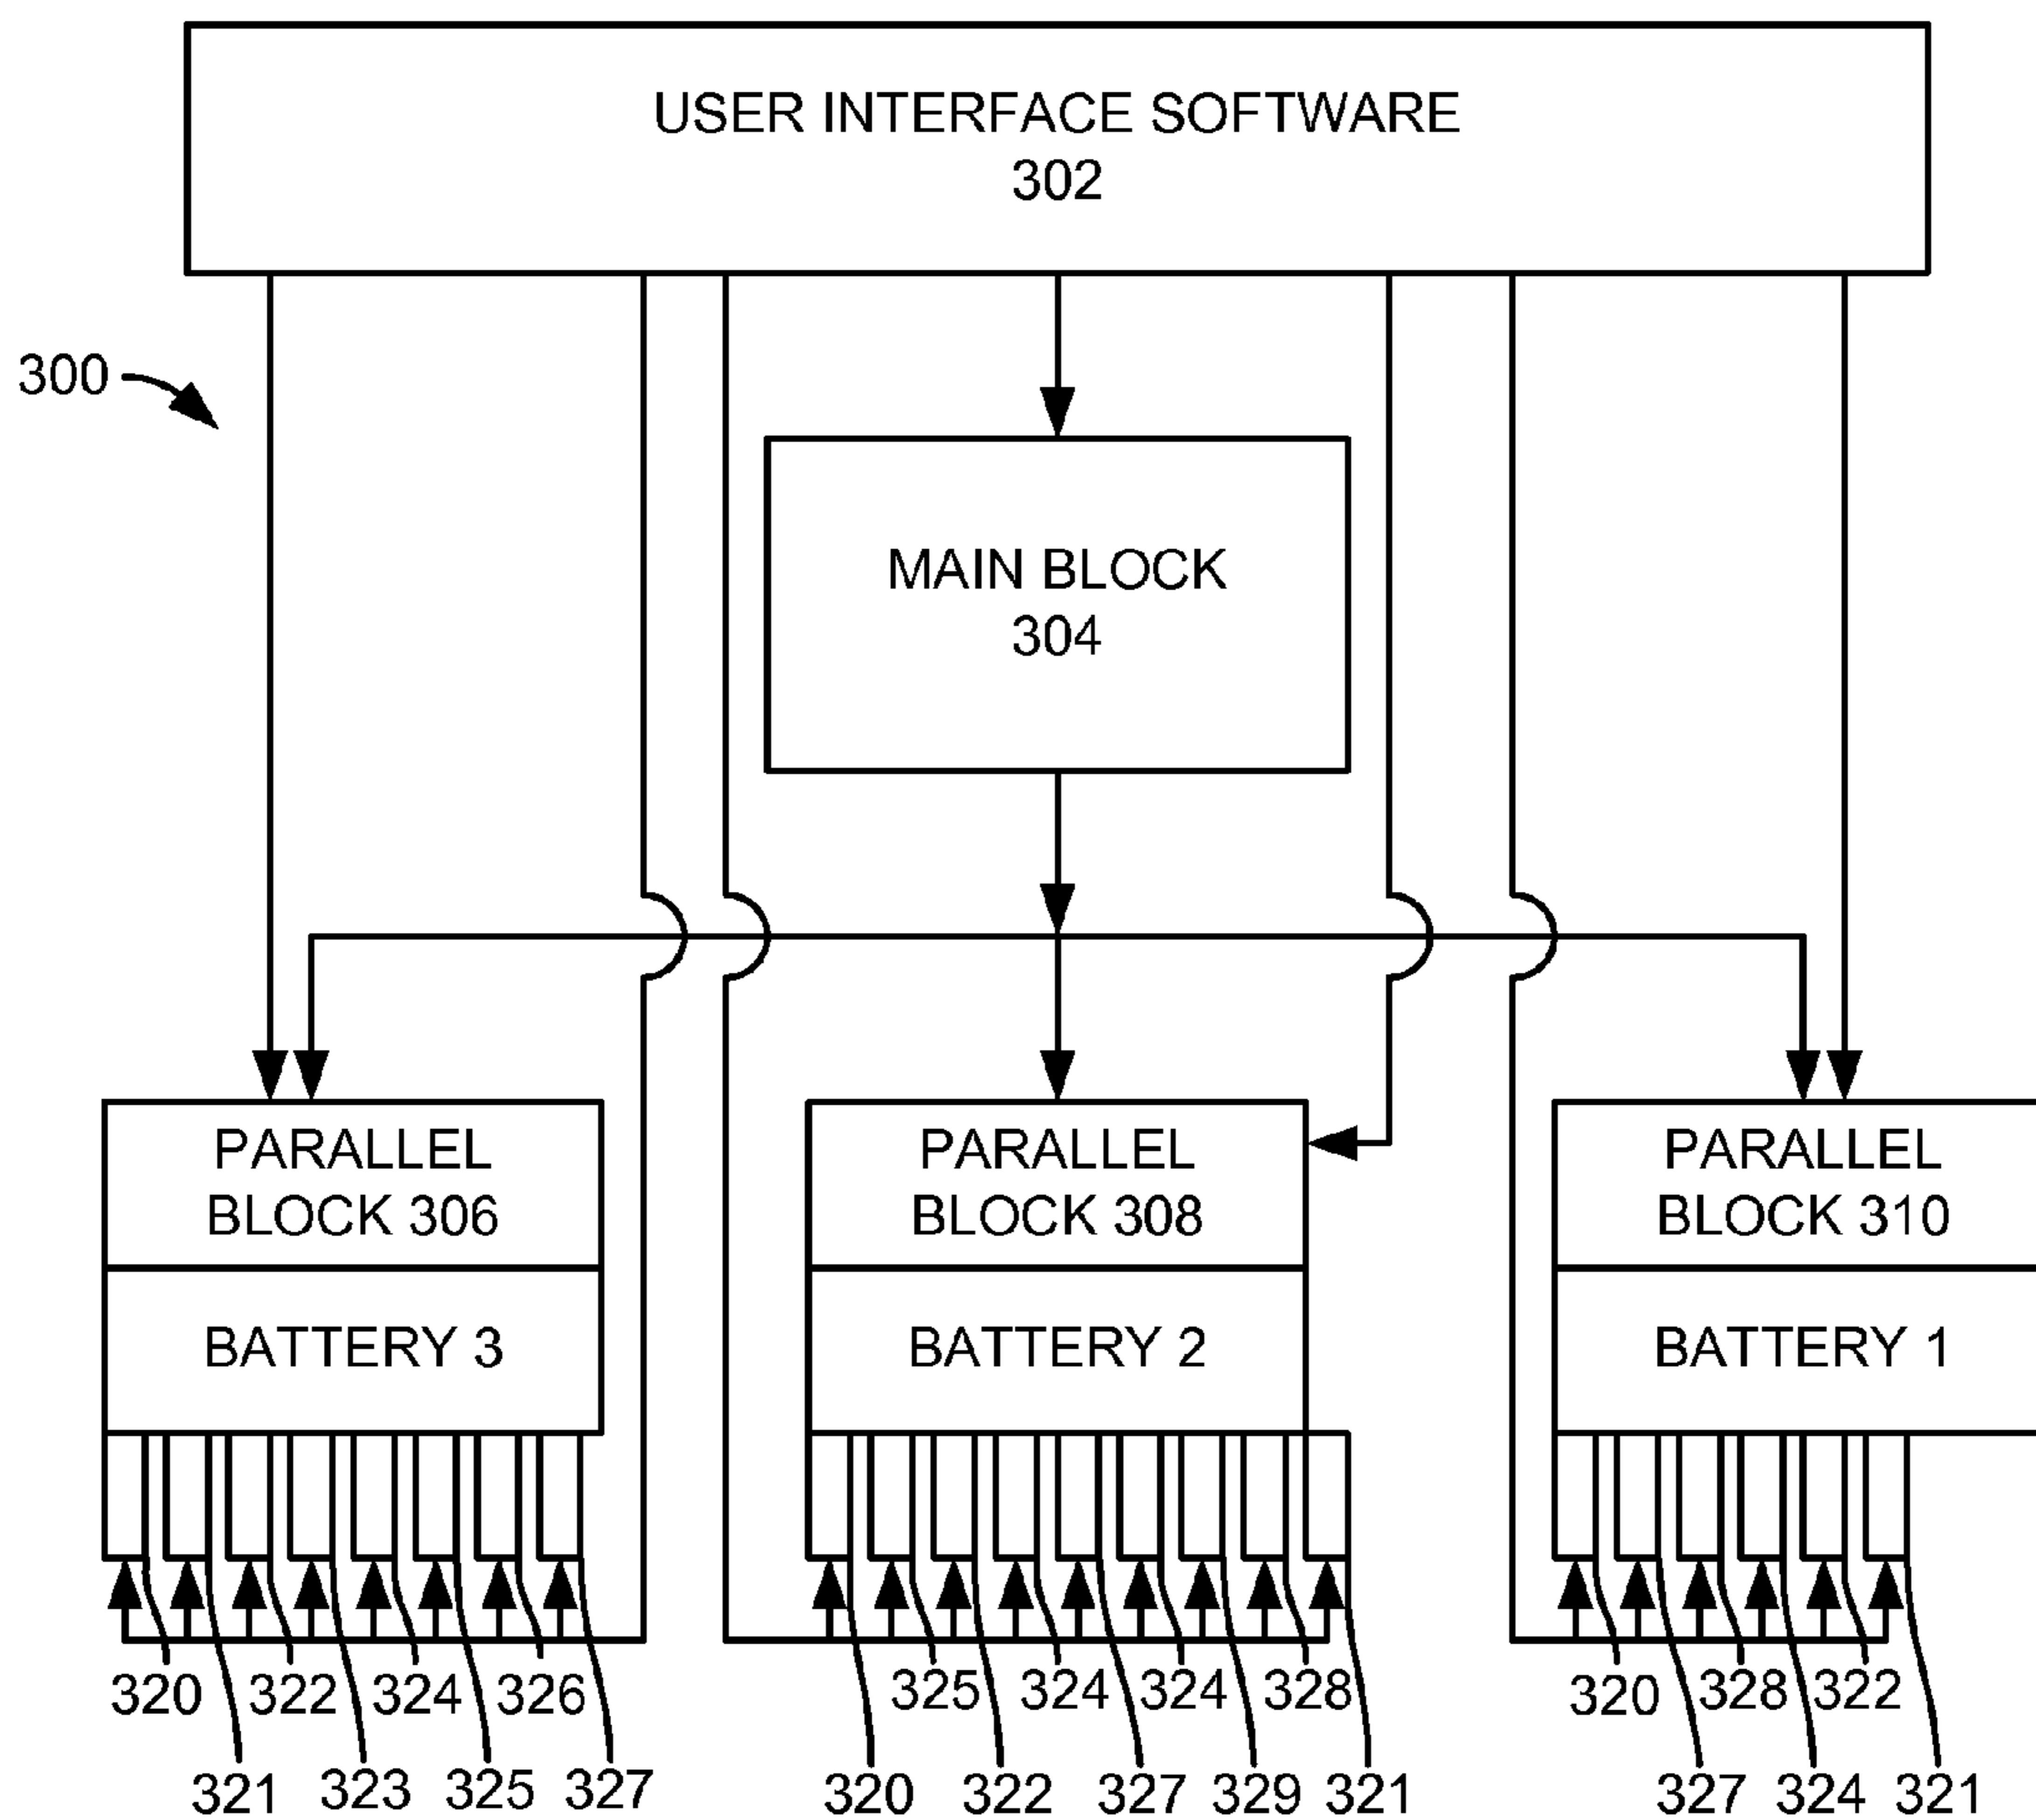 USER INTERFACE SOFTWARE
302
300
MAIN BLOCK
304
PARALLEL
BLOCK 306
BATTERY 3
PARALLEL
BLOCK 308
BATTERY 2
PARALLEL
BLOCK 310
BATTERY 1
320 322 324 326
321 323 325 327
325 324 324 328
320 322 327 329 321
320 328 322
327 324 321